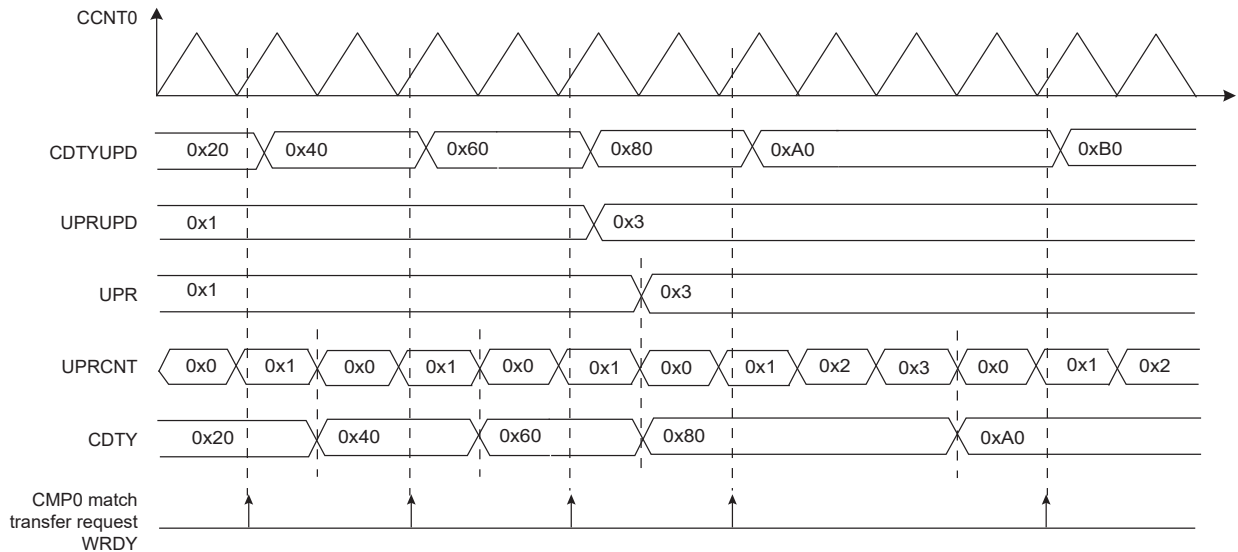 CCNT0
CDTYUPD 0x20 0x40 0x60 0x80 0xA0 0xB0
UPRUPD 0x1 0x3
UPR 0x1 0x3
UPRCNT 0x0 0x1 0x0 0x1 0x0 0x1 0x0 0x1 0x2 0x3 0x0 0x1 0x2
CDTY 0x20 0x40 0x60 0x80 0xA0
CMP0 match
transfer request
WRDY